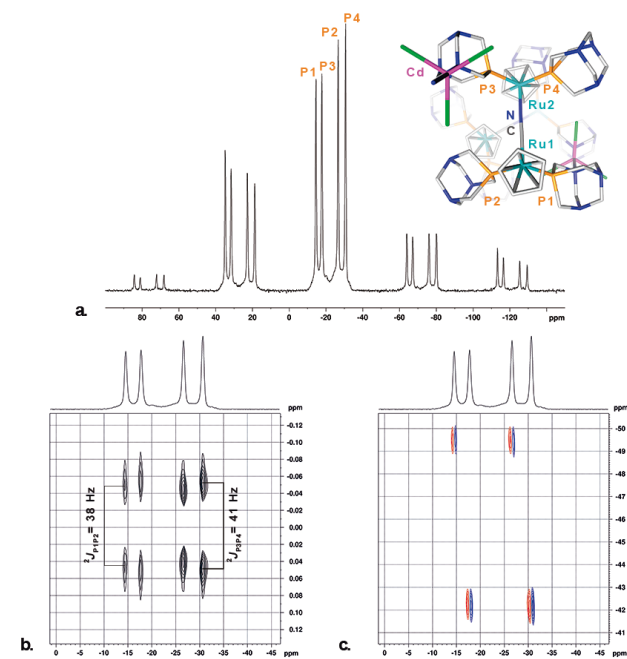 P1 P3 P2 P4
Cd P3 P4
Ru2
N
C
Ru1
P2 P1
a.
80 60 40 20 0 -20 -40 -60 -80 -100 -120 ppm
b.
ppm
-0.12
-0.10
-0.08
-0.06
-0.04
-0.02
0.00
0.02
0.04
0.06
0.08
0.10
0.12
²J_P1P2 = 38 Hz
²J_P3P4 = 41 Hz
0 -5 -10 -15 -20 -25 -30 -35 -40 -45 ppm
c.
ppm
-50
-49
-48
-47
-46
-45
-44
-43
-42
-41
0 -5 -10 -15 -20 -25 -30 -35 -40 -45 ppm